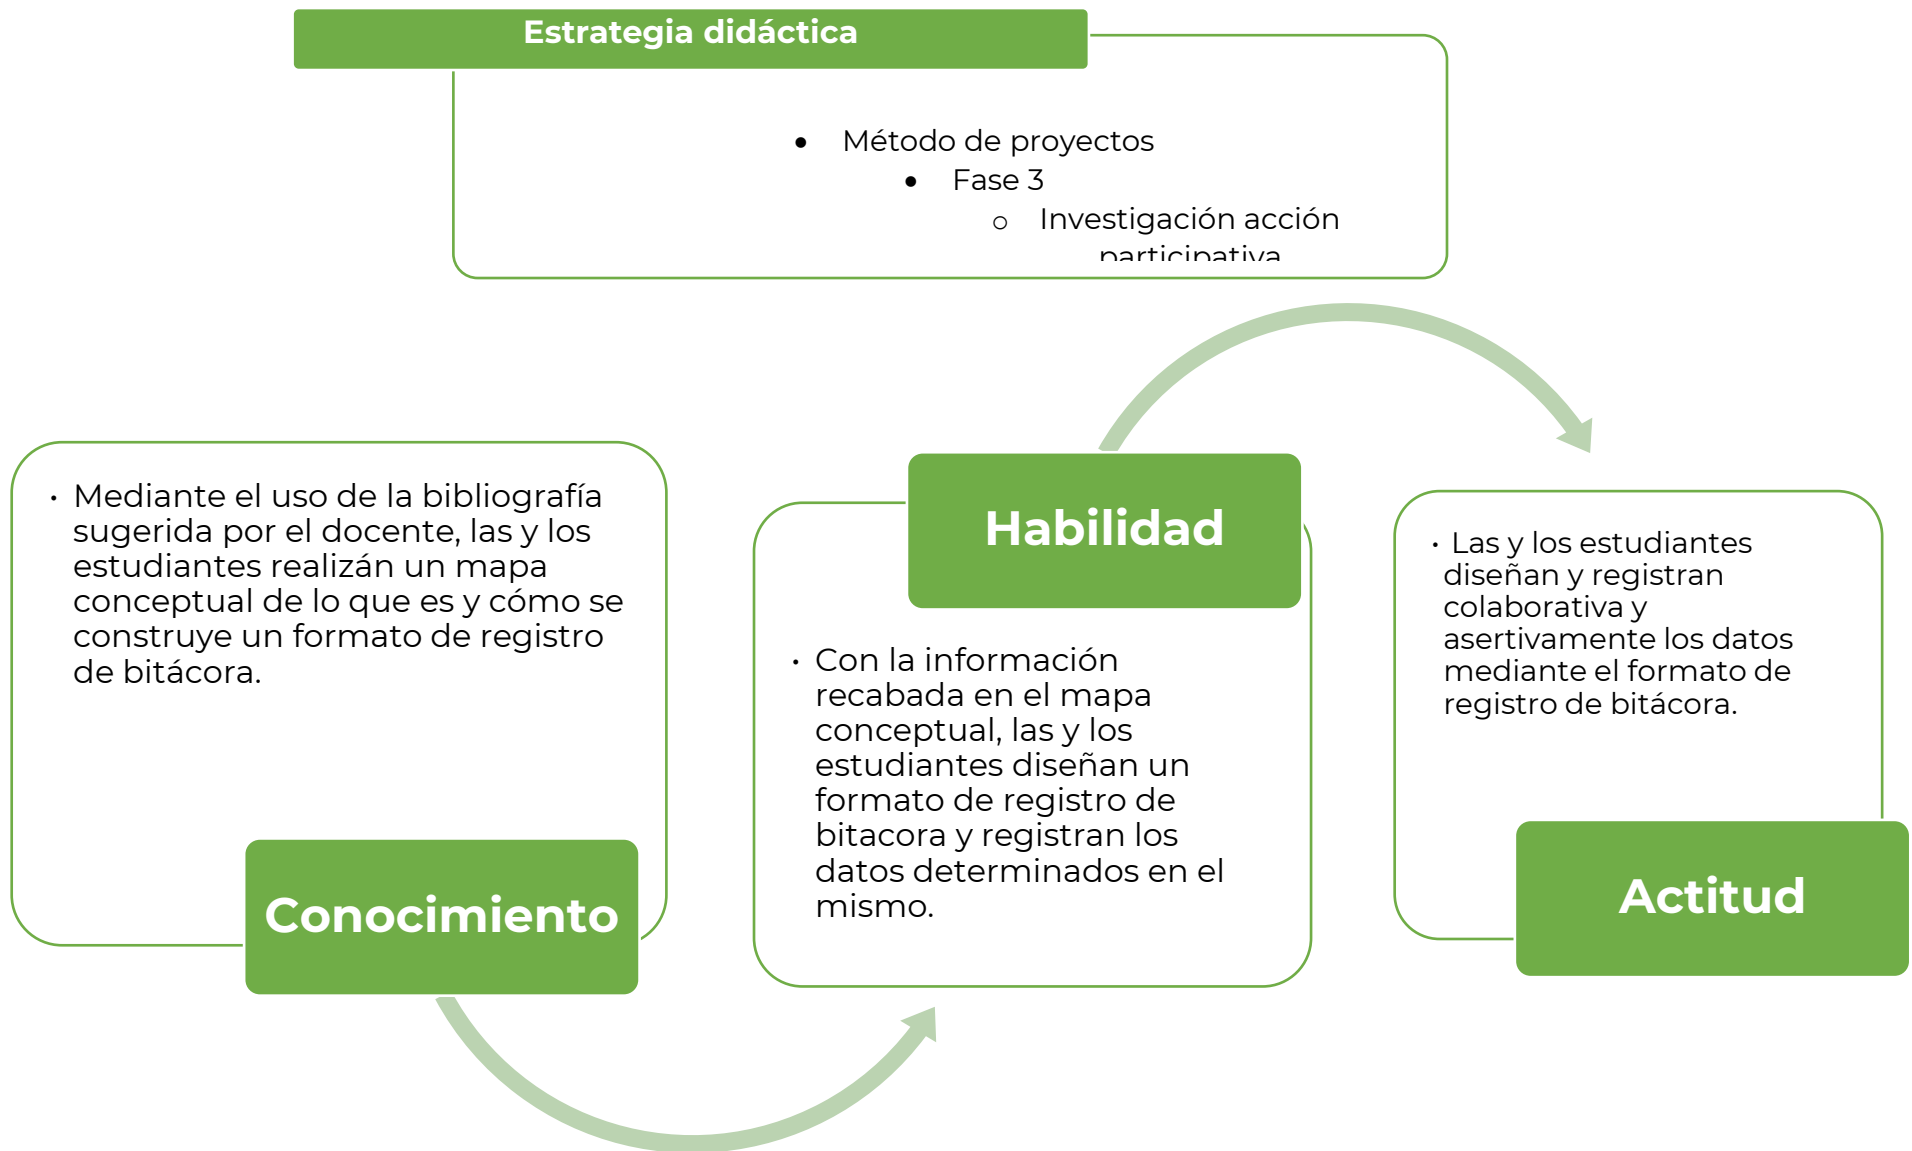 Estrategia didáctica
• Método de proyectos
• Fase 3
o Investigación acción
participativa
· Mediante el uso de la bibliografía
sugerida por el docente, las y los
estudiantes realizán un mapa
conceptual de lo que es y cómo se
construye un formato de registro
de bitácora.
Conocimiento
Habilidad
· Con la información
recabada en el mapa
conceptual, las y los
estudiantes diseñan un
formato de registro de
bitacora y registran los
datos determinados en el
mismo.
· Las y los estudiantes
diseñan y registran
colaborativa y
asertivamente los datos
mediante el formato de
registro de bitácora.
Actitud